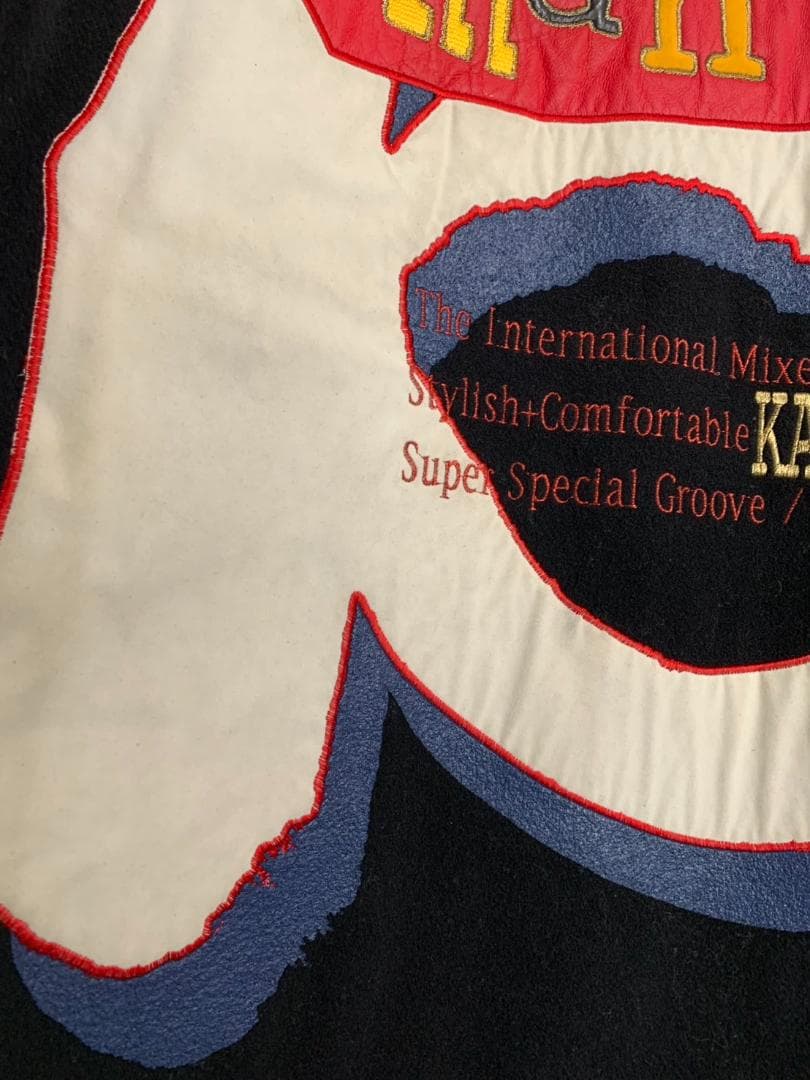 The International Mixe
Stylish+Comfortable KA
Super Special Groove /